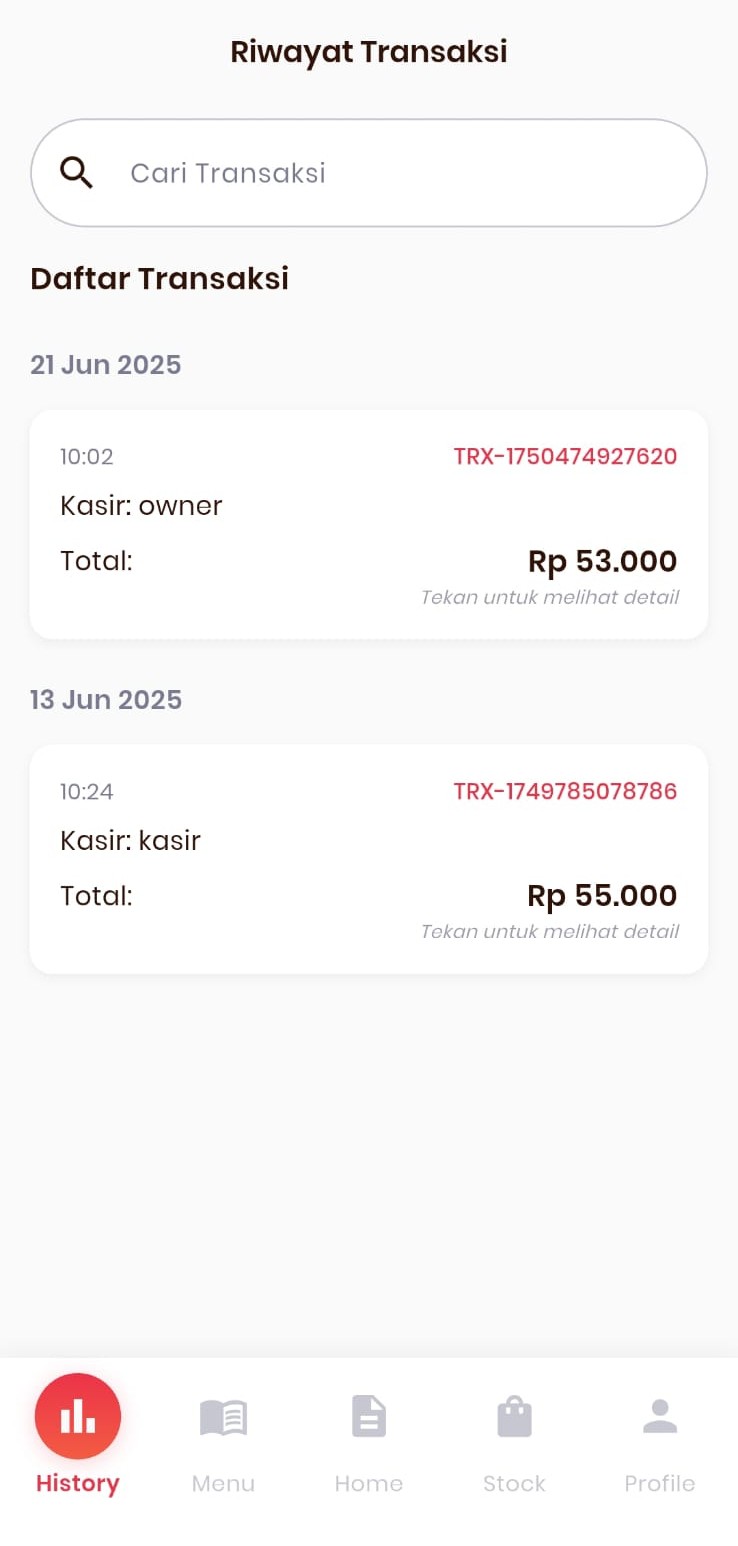 Riwayat Transaksi
Cari Transaksi
Daftar Transaksi
21 Jun 2025
10:02 TRX-1750474927620
Kasir: owner
Total: Rp 53.000
Tekan untuk melihat detail
13 Jun 2025
10:24 TRX-1749785078786
Kasir: kasir
Total: Rp 55.000
Tekan untuk melihat detail
History Menu Home Stock Profile